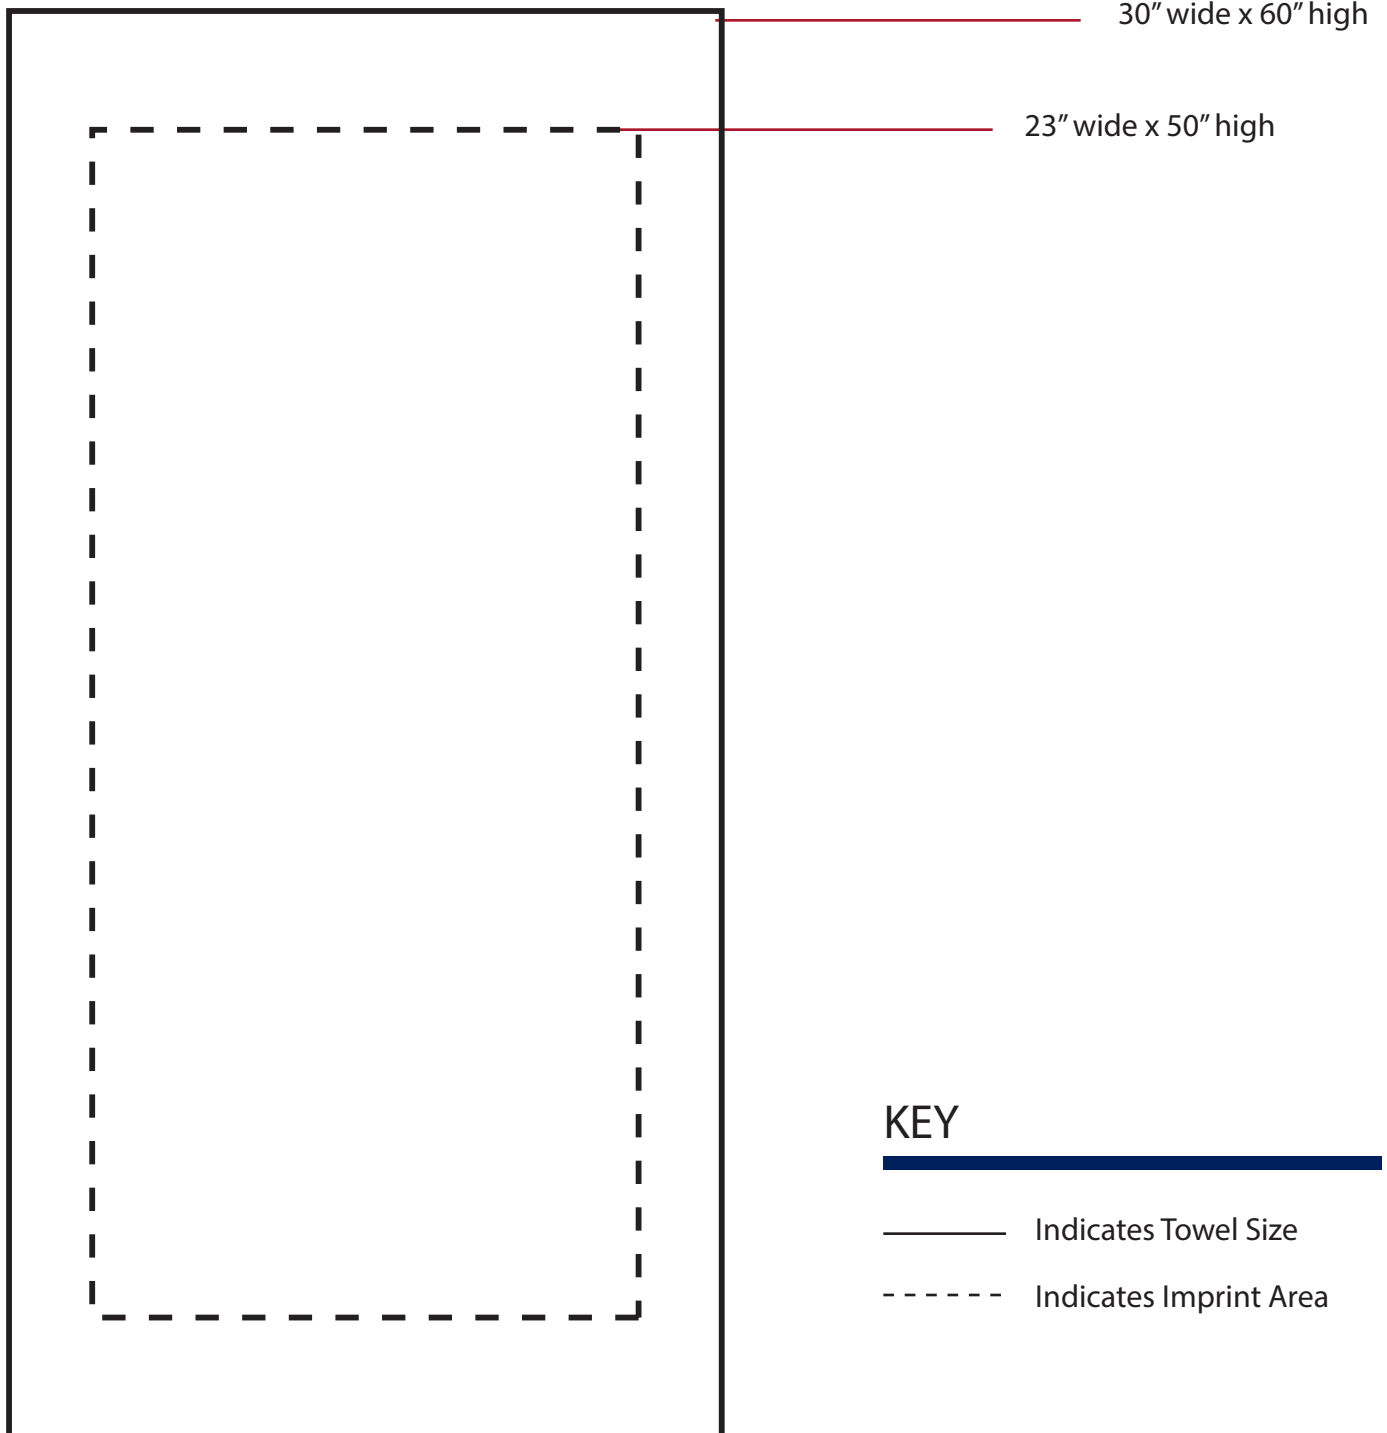 30” wide x 60” high
23” wide x 50” high
KEY
Indicates Towel Size
Indicates Imprint Area